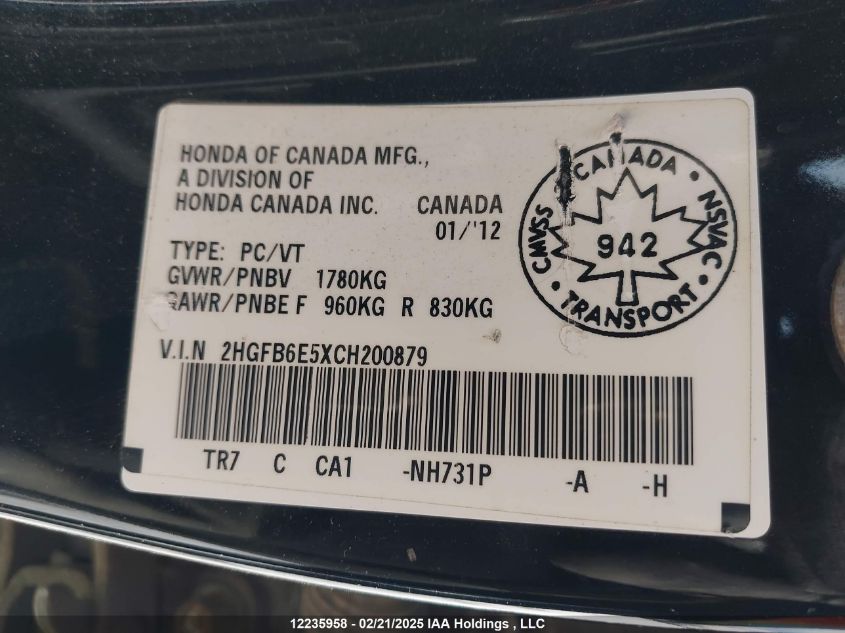 HONDA OF CANADA MFG.,
A DIVISION OF
HONDA CANADA INC. CANADA
01/'12
TYPE: PC/VT
GVWR/PNBV 1780KG
GAWR/PNBE F 960KG R 830KG
V.I.N 2HGFB6E5XCH200879
TR7 C CA1 -NH731P -A -H
CANADA • NSVAC • TRANSPORT • CMVSS
942
12235958 - 02/21/2025 IAA Holdings, LLC